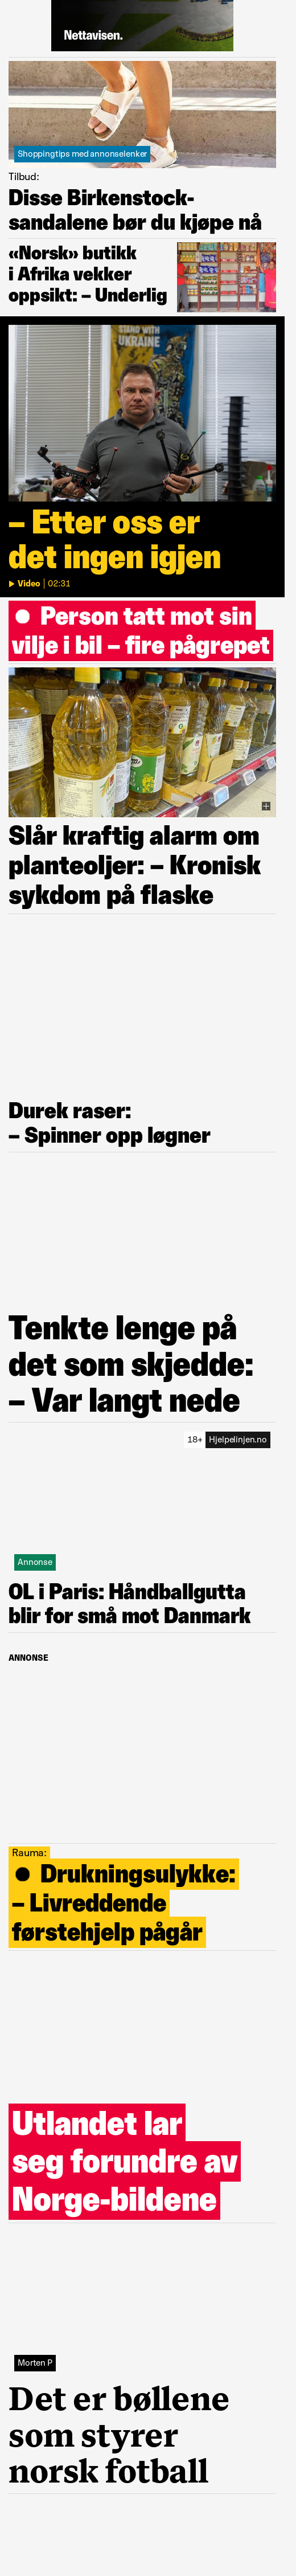 Nettavisen.
Shoppingtips med annonselenker
Tilbud:
Disse Birkenstock-
sandalene bør du kjøpe nå
«Norsk» butikk
i Afrika vekker
oppsikt: – Underlig
STAND WITH
UKRAINE
– Etter oss er
det ingen igjen
Video | 02:31
Person tatt mot sin
vilje i bil – fire pågrepet
Slår kraftig alarm om
planteoljer: – Kronisk
sykdom på flaske
Durek raser:
– Spinner opp løgner
Tenkte lenge på
det som skjedde:
– Var langt nede
18+ Hjelpelinjen.no
Annonse
OL i Paris: Håndballgutta
blir for små mot Danmark
ANNONSE
Rauma:
Drukningsulykke:
– Livreddende
førstehjelp pågår
Utlandet lar
seg forundre av
Norge-bildene
Morten P
Det er bøllene
som styrer
norsk fotball